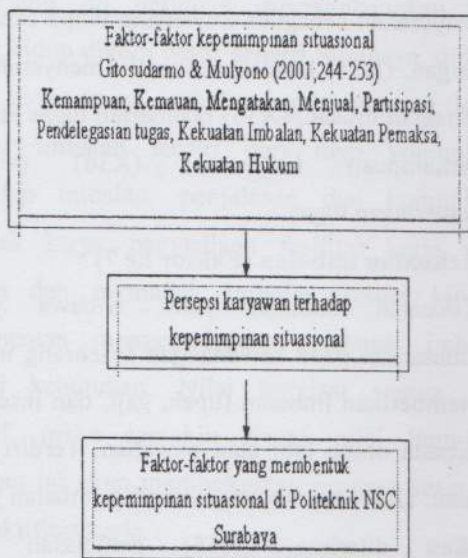 Faktor-faktor kepemimpinan situasional
Gitosudarmo & Mulyono (2001;244-253)
Kemampuan, Kemauan, Mengatakan, Menjual, Partisipasi,
Pendelegasian tugas, Kekuatan Imbalan, Kekuatan Pemaksa,
Kekuatan Hukum
Persepsi karyawan terhadap
kepemimpinan situasional
Faktor-faktor yang membentuk
kepemimpinan situasional di Politeknik NSC
Surabaya